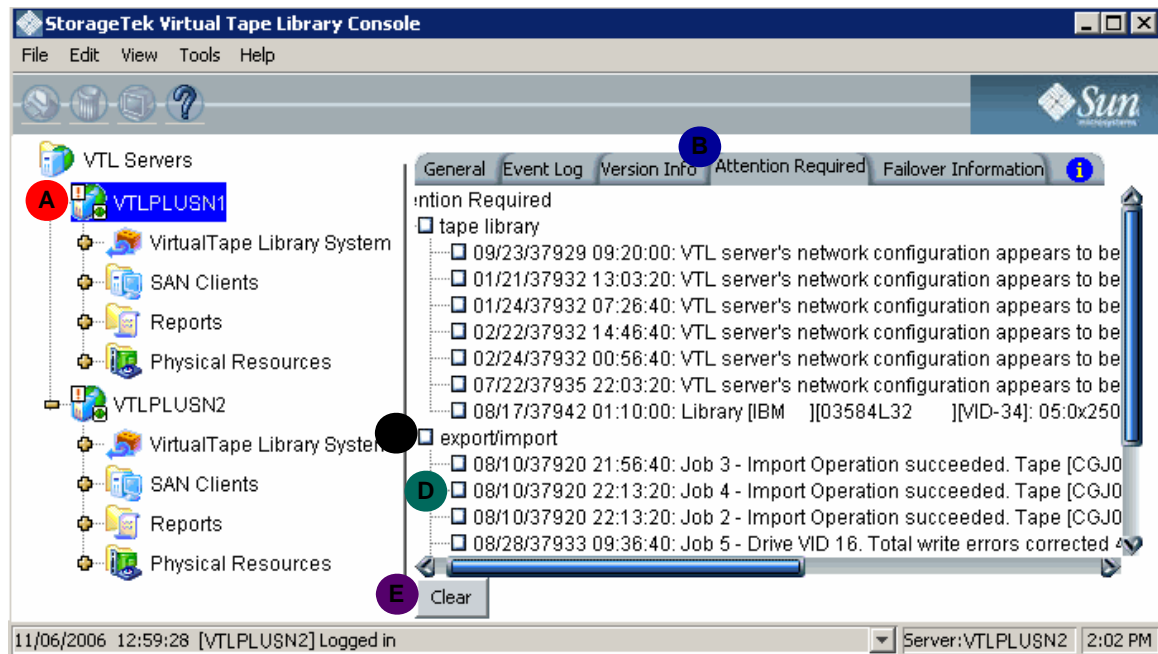 StorageTek Virtual Tape Library Console
File Edit View Tools Help
Sun
microsystems
VTL Servers
A
VTLPLUSN1
VirtualTape Library System
SAN Clients
Reports
Physical Resources
VTLPLUSN2
VirtualTape Library System
SAN Clients
Reports
Physical Resources
B
General Event Log Version Info Attention Required Failover Information i
ntion Required
tape library
09/23/37929 09:20:00: VTL server's network configuration appears to be
01/21/37932 13:03:20: VTL server's network configuration appears to be
01/24/37932 07:26:40: VTL server's network configuration appears to be
02/22/37932 14:46:40: VTL server's network configuration appears to be
02/24/37932 00:56:40: VTL server's network configuration appears to be
07/22/37935 22:03:20: VTL server's network configuration appears to be
08/17/37942 01:10:00: Library [IBM ][03584L32 ][VID-34]: 05:0x250
export/import
08/10/37920 21:56:40: Job 3 - Import Operation succeeded. Tape [CGJ0
D
08/10/37920 22:13:20: Job 4 - Import Operation succeeded. Tape [CGJ0
08/10/37920 22:13:20: Job 2 - Import Operation succeeded. Tape [CGJ0
08/28/37933 09:36:40: Job 5 - Drive VID 16. Total write errors corrected 4
E
Clear
11/06/2006 12:59:28 [VTLPLUSN2] Logged in
Server:VTLPLUSN2 2:02 PM